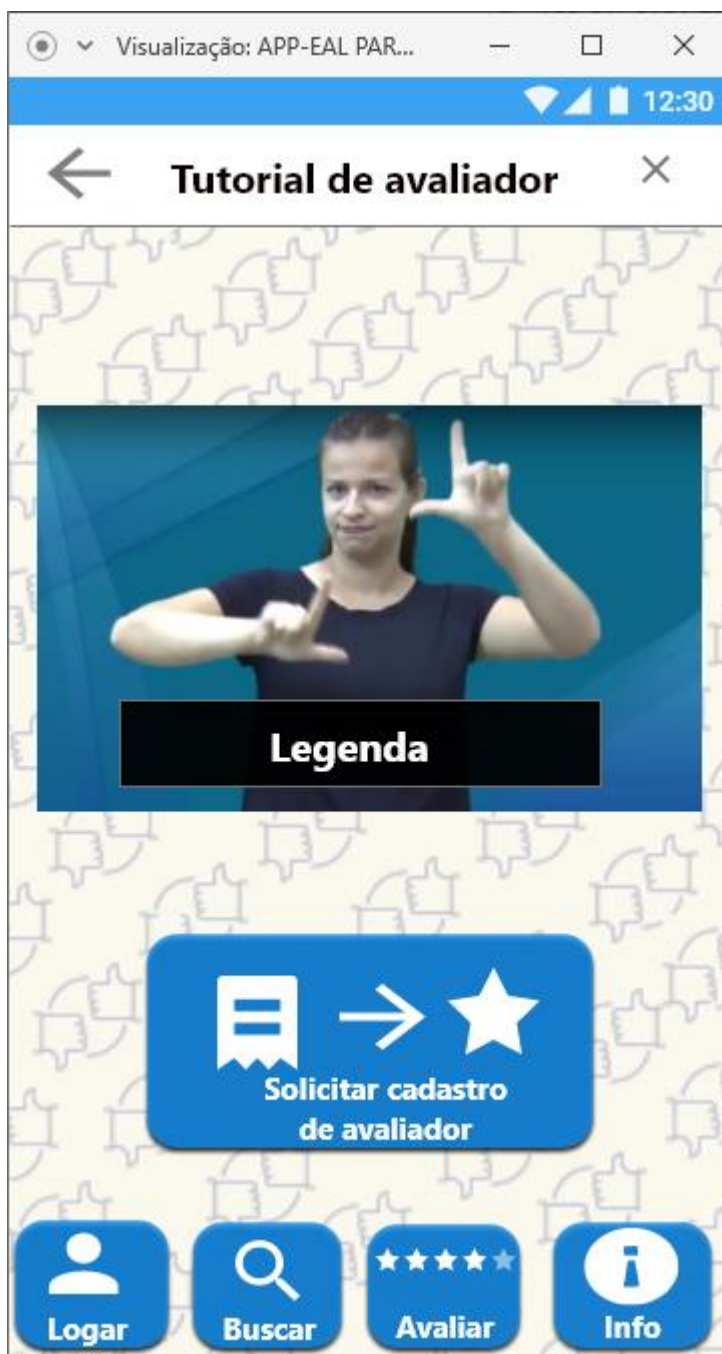 Visualização: APP-EAL PAR...
12:30
Tutorial de avaliador
Legenda
Solicitar cadastro
de avaliador
Logar
Buscar
Avaliar
Info